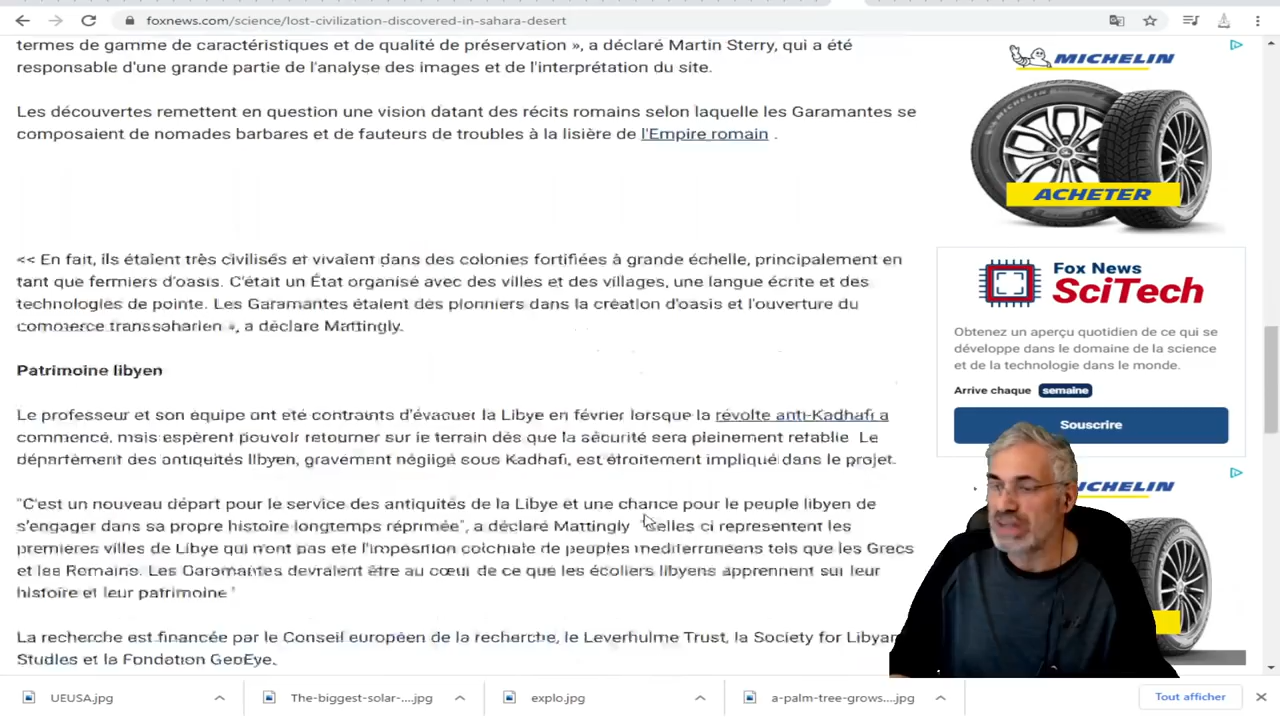 foxnews.com/science/lost-civilization-discovered-in-sahara-desert
termes de gamme de caractéristiques et de qualité de préservation », a déclaré Martin Sterry, qui a été
responsable d'une grande partie de l'analyse des images et de l'interprétation du site.
Les découvertes remettent en question une vision datant des récits romains selon laquelle les Garamantes se
composaient de nomades barbares et de fauteurs de troubles à la lisière de l'Empire romain .
<< En fait, ils étaient très civilisés et vivaient dans des colonies fortifiées à grande échelle, principalement en
tant que fermiers d'oasis. C'était un État organisé avec des villes et des villages, une langue écrite et des
technologies de pointe. Les Garamantes étaient des pionniers dans la création d'oasis et l'ouverture du
commerce transsaharien », a déclare Mattingly.
Patrimoine libyen
Le professeur et son équipe ont été contraints d'évacuer la Libye en février lorsque la révolte anti-Kadhafi a
commencé, mais espèrent pouvoir retourner sur le terrain dès que la sécurité sera pleinement rétablie. Le
département des antiquités libyen, gravement négligé sous Kadhafi, est étroitement impliqué dans le projet.
"C'est un nouveau départ pour le service des antiquités de la Libye et une chance pour le peuple libyen de
s'engager dans sa propre histoire longtemps réprimée", a déclaré Mattingly "Celles ci representent les
premières villes de Libye qui n'ont pas ete l'imposition coloniale de peuples mediterranéens tels que les Grecs
et les Romains. Les Garamantes devraient être au cœur de ce que les écoliers libyens apprennent sur leur
histoire et leur patrimoine "
La recherche est financée par le Conseil européen de la recherche, le Leverhulme Trust, la Society for Libyan
Studies et la Fondation GeoEye.
MICHELIN
ACHETER
Fox News
SciTech
Obtenez un aperçu quotidien de ce qui se
développe dans le domaine de la science
et de la technologie dans le monde.
Arrive chaque semaine
Souscrire
MICHELIN
UEUSA.jpg
The-biggest-solar-....jpg
explo.jpg
a-palm-tree-grows....jpg
Tout afficher